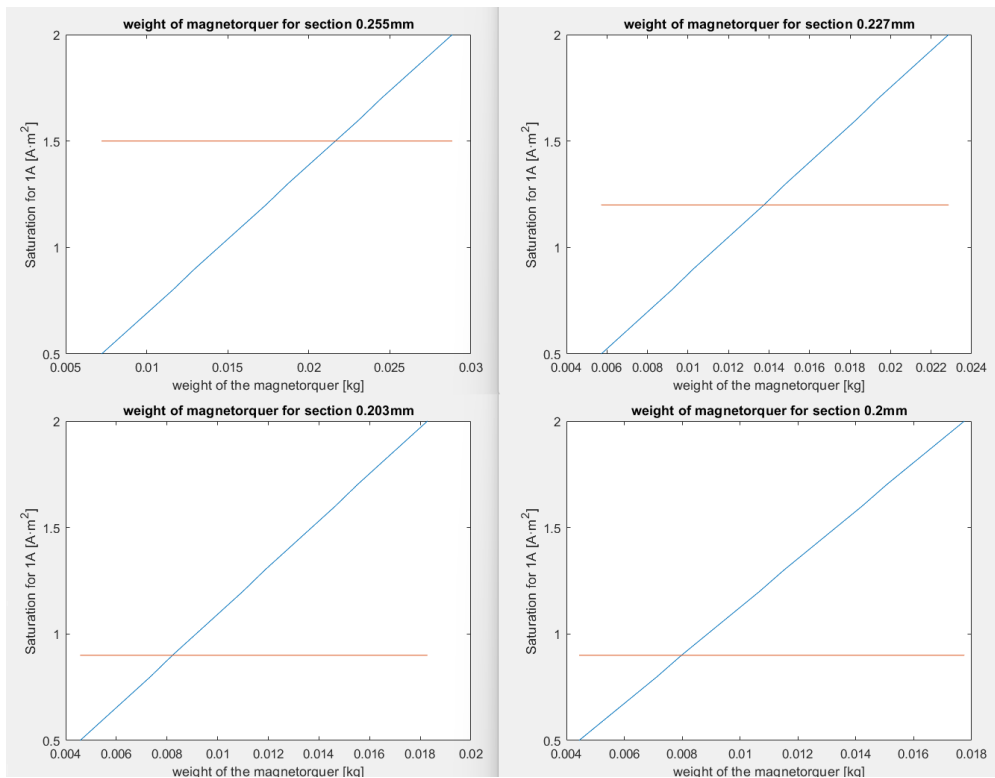 weight of magnetorquer for section 0.255mm
2
1.5
1
0.5
Saturation for 1A [A·m2]
0.005 0.01 0.015 0.02 0.025 0.03
weight of the magnetorquer [kg]
weight of magnetorquer for section 0.227mm
2
1.5
1
0.5
Saturation for 1A [A·m2]
0.004 0.006 0.008 0.01 0.012 0.014 0.016 0.018 0.02 0.022 0.024
weight of the magnetorquer [kg]
weight of magnetorquer for section 0.203mm
2
1.5
1
0.5
Saturation for 1A [A·m2]
0.004 0.006 0.008 0.01 0.012 0.014 0.016 0.018 0.02
weight of the magnetorquer [kg]
weight of magnetorquer for section 0.2mm
2
1.5
1
0.5
Saturation for 1A [A·m2]
0.004 0.006 0.008 0.01 0.012 0.014 0.016 0.018
weight of the magnetorquer [kg]